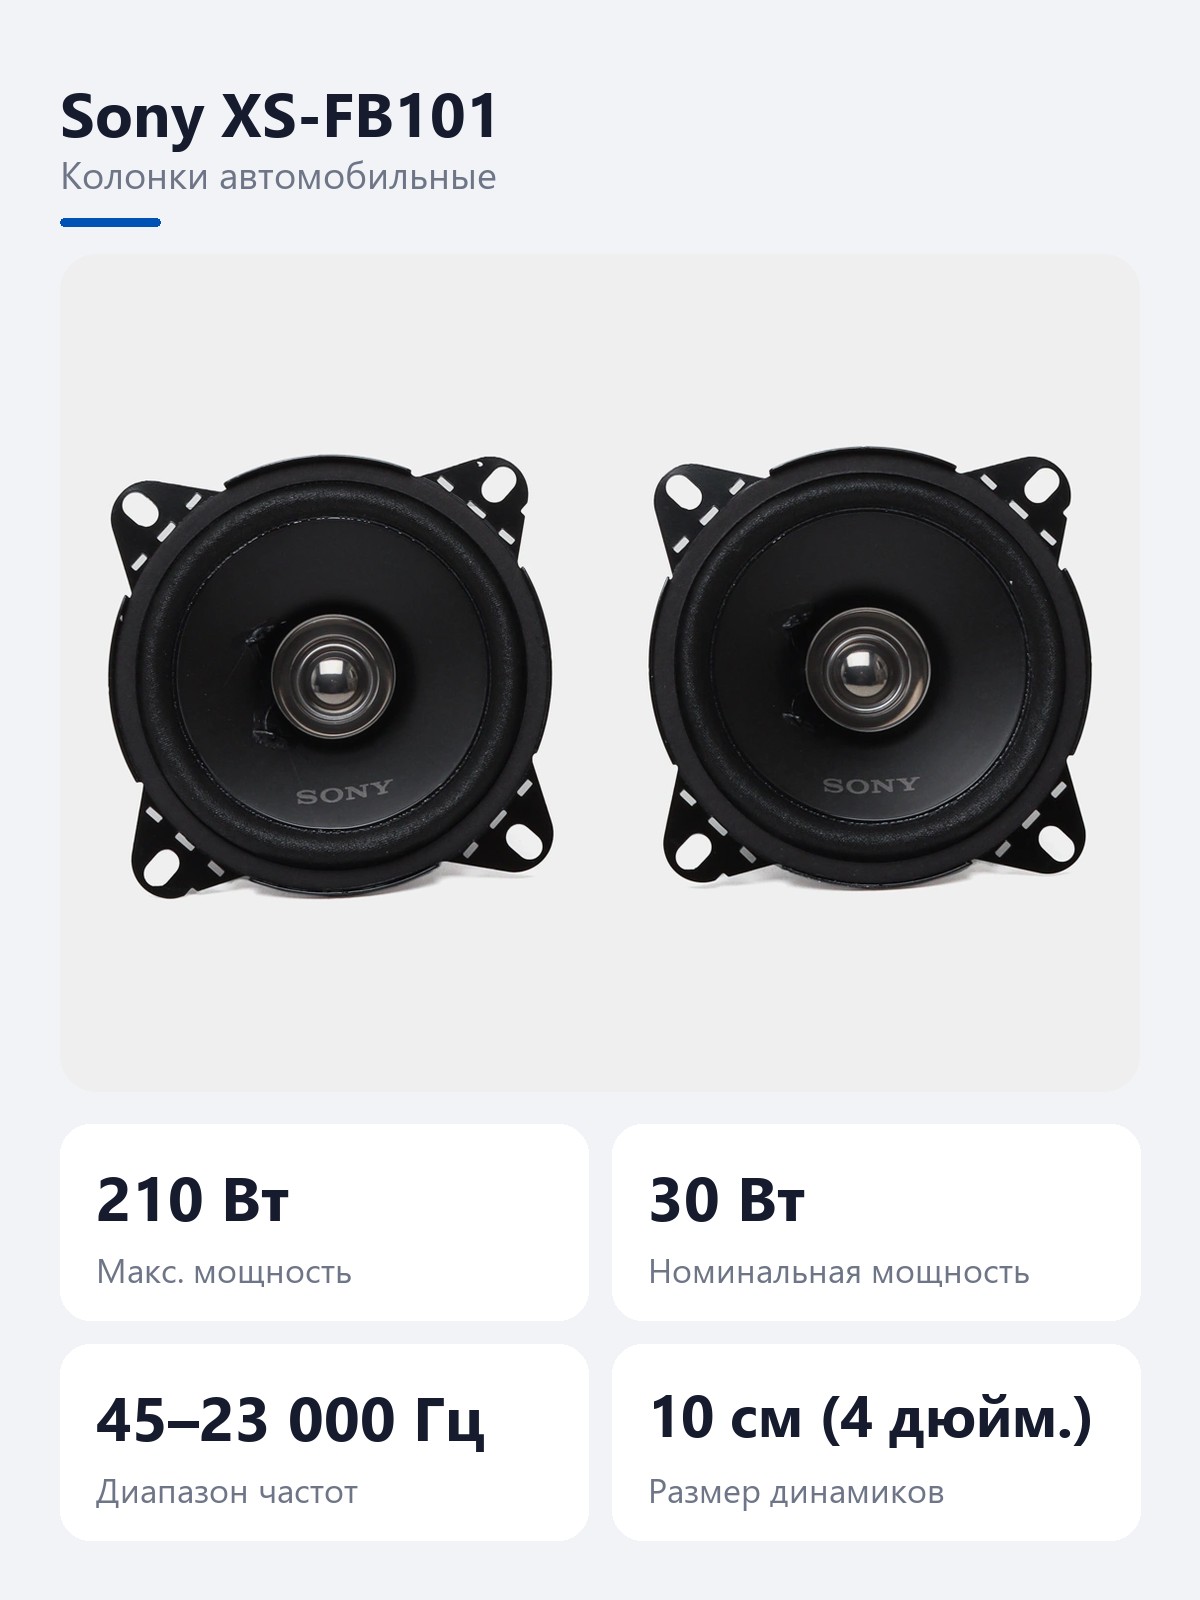 Sony XS-FB101
Колонки автомобильные
SONY
SONY
210 Вт
Макс. мощность
30 Вт
Номинальная мощность
45–23 000 Гц
Диапазон частот
10 см (4 дюйм.)
Размер динамиков